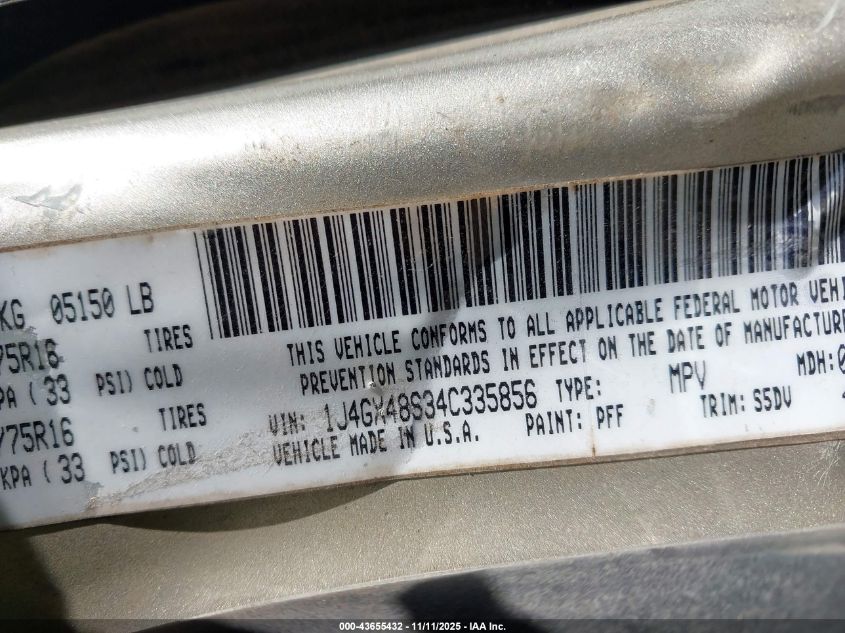 KG 05150 LB
75R16 TIRES
KPA ( 33 PSI) COLD
/75R16 TIRES
KPA ( 33 PSI) COLD
THIS VEHICLE CONFORMS TO ALL APPLICABLE FEDERAL MOTOR VEHI
PREVENTION STANDARDS IN EFFECT ON THE DATE OF MANUFACTURE
VIN: 1J4GX48S34C335856 TYPE: MPV MDH:0
VEHICLE MADE IN U.S.A. PAINT: PFF TRIM: S5DV
000-43655432 - 11/11/2025 - IAA Inc.